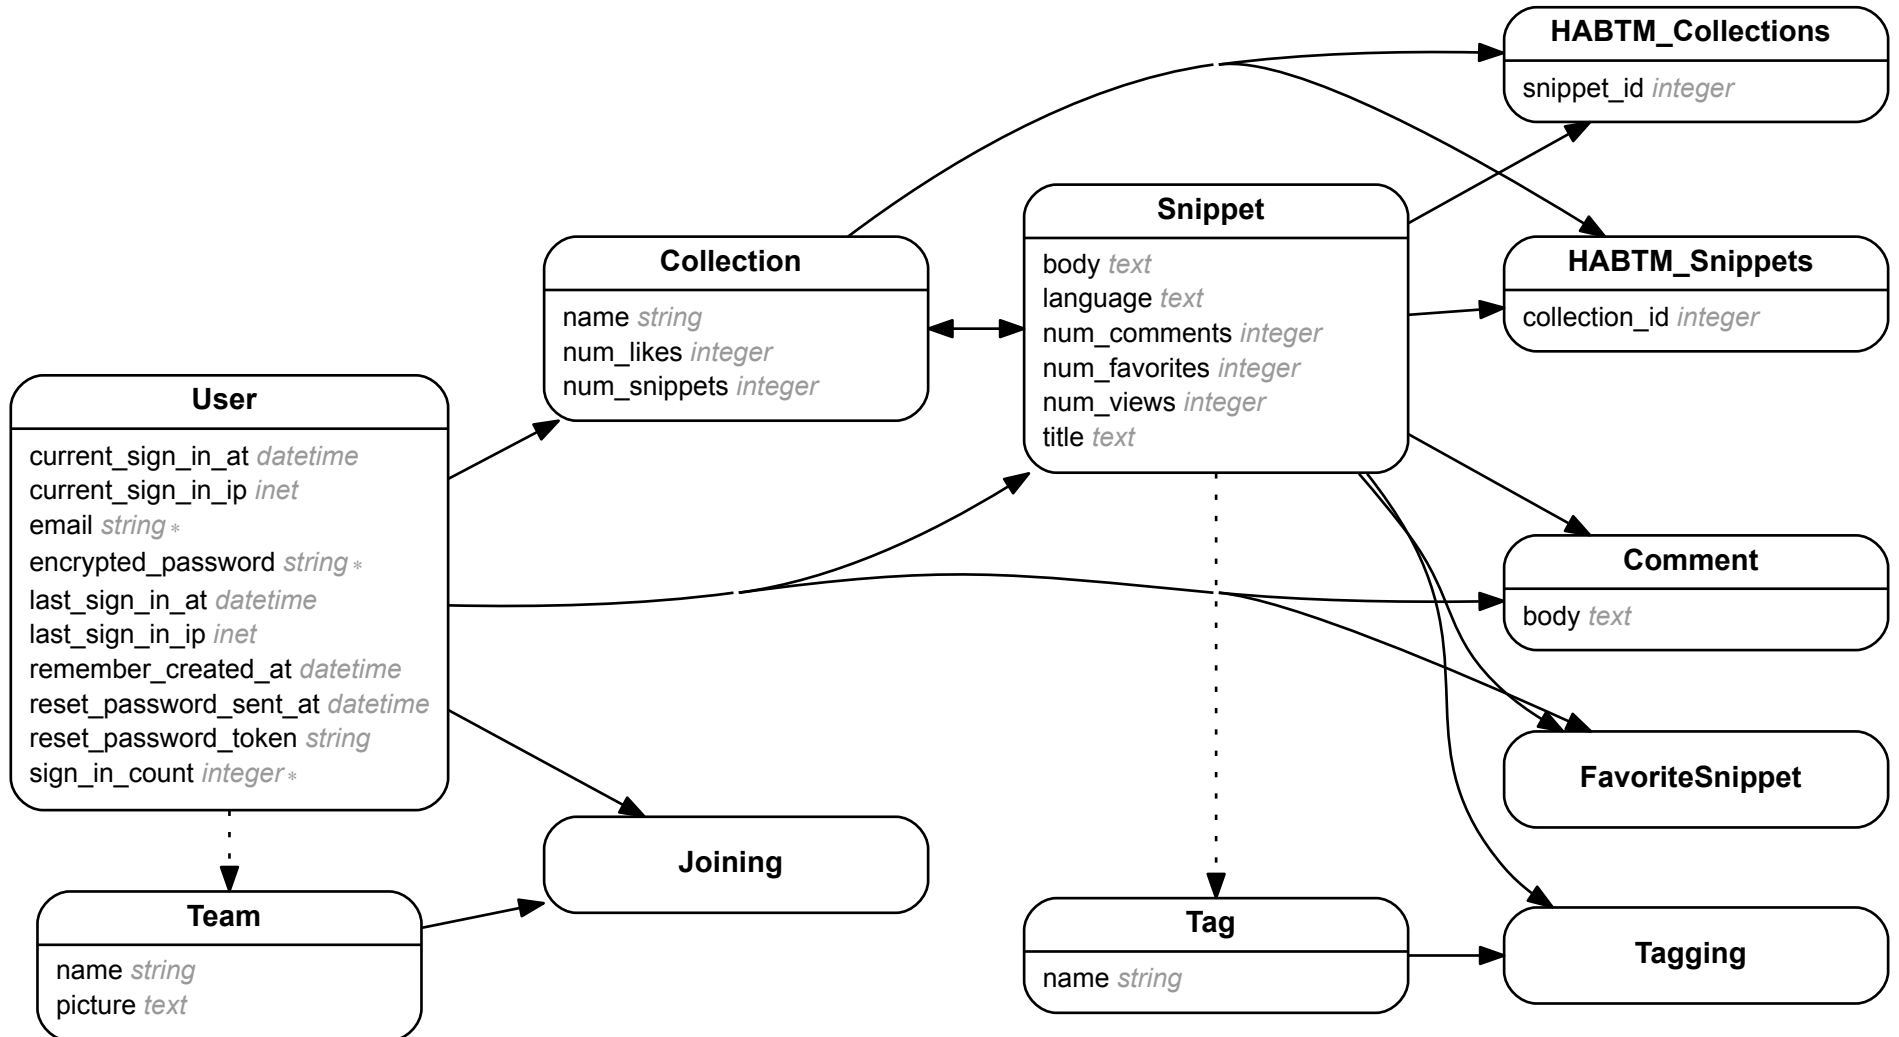 HABTM_Collections
snippet_id integer
Snippet
body text
language text
num_comments integer
num_favorites integer
num_views integer
title text
Collection
name string
num_likes integer
num_snippets integer
HABTM_Snippets
collection_id integer
User
current_sign_in_at datetime
current_sign_in_ip inet
email string *
encrypted_password string *
last_sign_in_at datetime
last_sign_in_ip inet
remember_created_at datetime
reset_password_sent_at datetime
reset_password_token string
sign_in_count integer *
Comment
body text
FavoriteSnippet
Joining
Team
name string
picture text
Tag
name string
Tagging